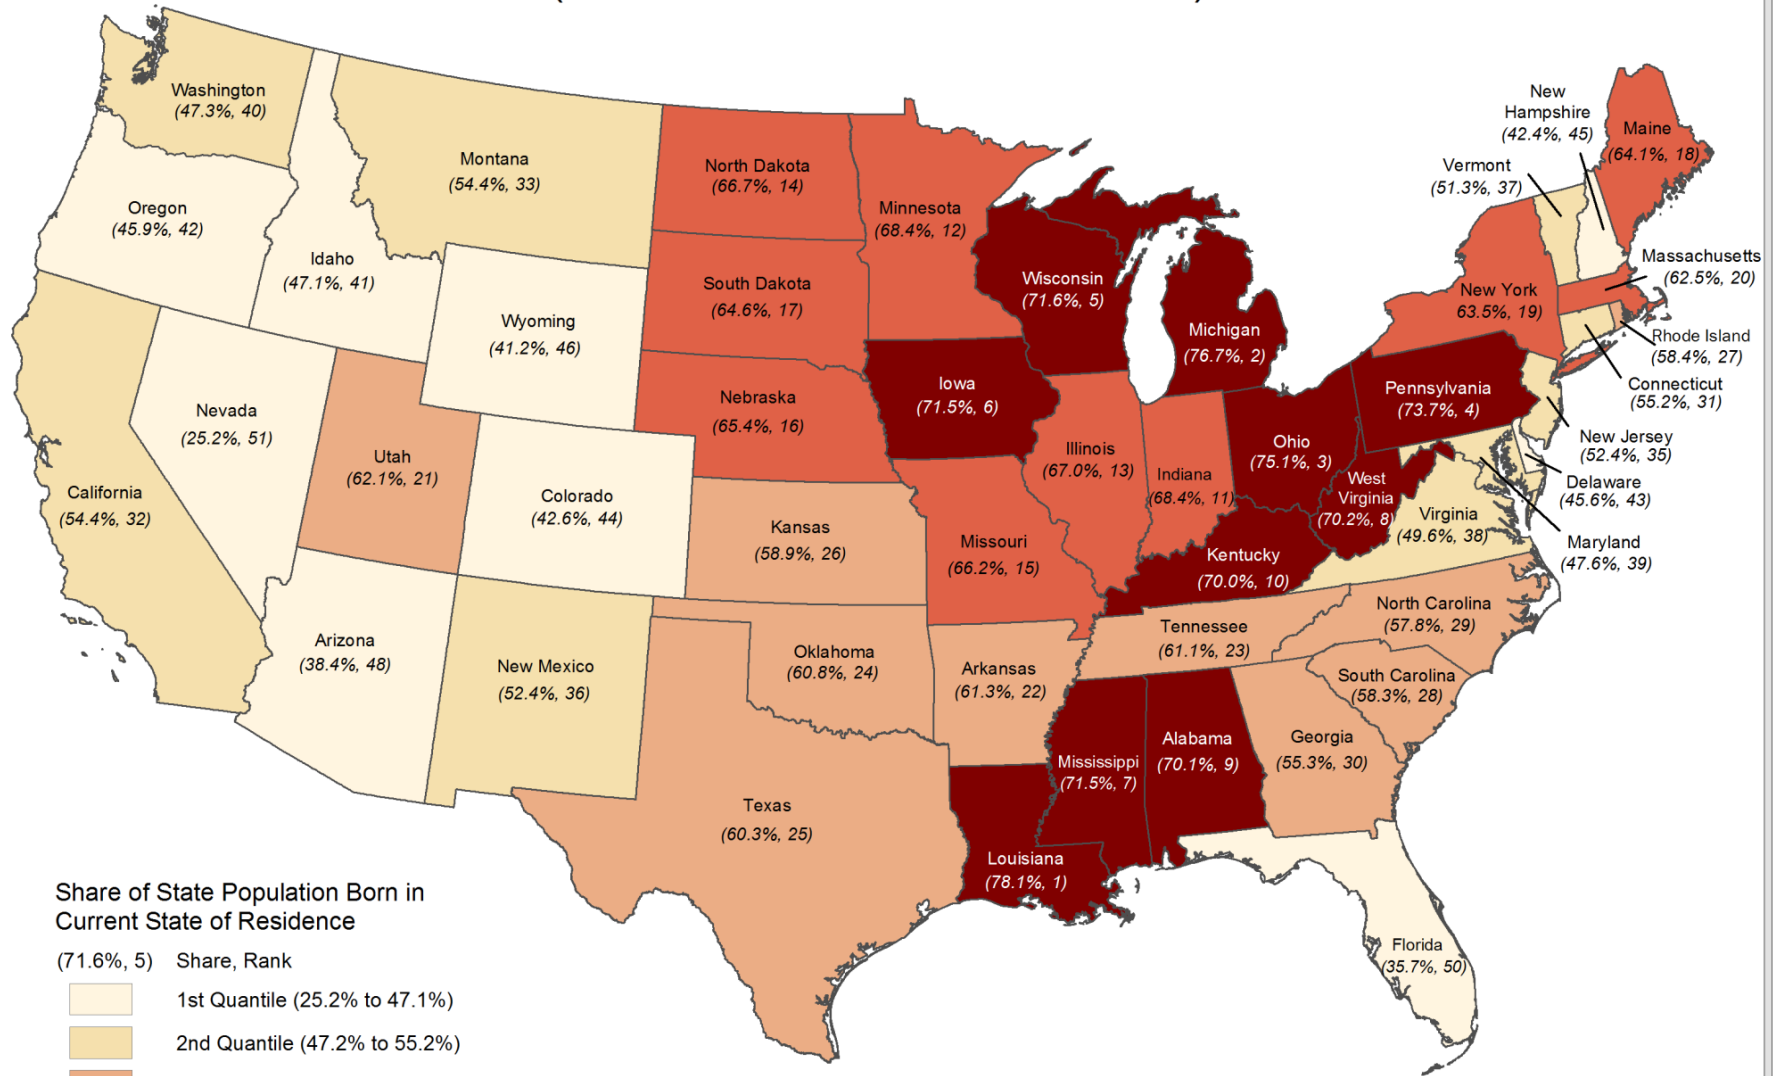 Washington
(47.3%, 40)
Montana
(54.4%, 33)
North Dakota
(66.7%, 14)
Minnesota
(68.4%, 12)
New
Hampshire
(42.4%, 45)
Maine
(64.1%, 18)
Vermont
(51.3%, 37)
Oregon
(45.9%, 42)
Idaho
(47.1%, 41)
Wyoming
(41.2%, 46)
South Dakota
(64.6%, 17)
Wisconsin
(71.6%, 5)
Michigan
(76.7%, 2)
New York
63.5%, 19)
Massachusetts
(62.5%, 20)
Rhode Island
(58.4%, 27)
Connecticut
(55.2%, 31)
Nevada
(25.2%, 51)
Utah
(62.1%, 21)
Colorado
(42.6%, 44)
Nebraska
(65.4%, 16)
Iowa
(71.5%, 6)
Illinois
(67.0%, 13)
Indiana
(68.4%, 11)
Ohio
(75.1%, 3)
Pennsylvania
(73.7%, 4)
New Jersey
(52.4%, 35)
Delaware
(45.6%, 43)
Maryland
(47.6%, 39)
West
Virginia
(70.2%, 8)
Virginia
(49.6%, 38)
California
(54.4%, 32)
Kansas
(58.9%, 26)
Missouri
(66.2%, 15)
Kentucky
(70.0%, 10)
Arizona
(38.4%, 48)
New Mexico
(52.4%, 36)
Oklahoma
(60.8%, 24)
Arkansas
(61.3%, 22)
Tennessee
(61.1%, 23)
North Carolina
(57.8%, 29)
South Carolina
(58.3%, 28)
Texas
(60.3%, 25)
Mississippi
(71.5%, 7)
Alabama
(70.1%, 9)
Georgia
(55.3%, 30)
Louisiana
(78.1%, 1)
Florida
(35.7%, 50)
Share of State Population Born in
Current State of Residence
(71.6%, 5) Share, Rank
1st Quantile (25.2% to 47.1%)
2nd Quantile (47.2% to 55.2%)